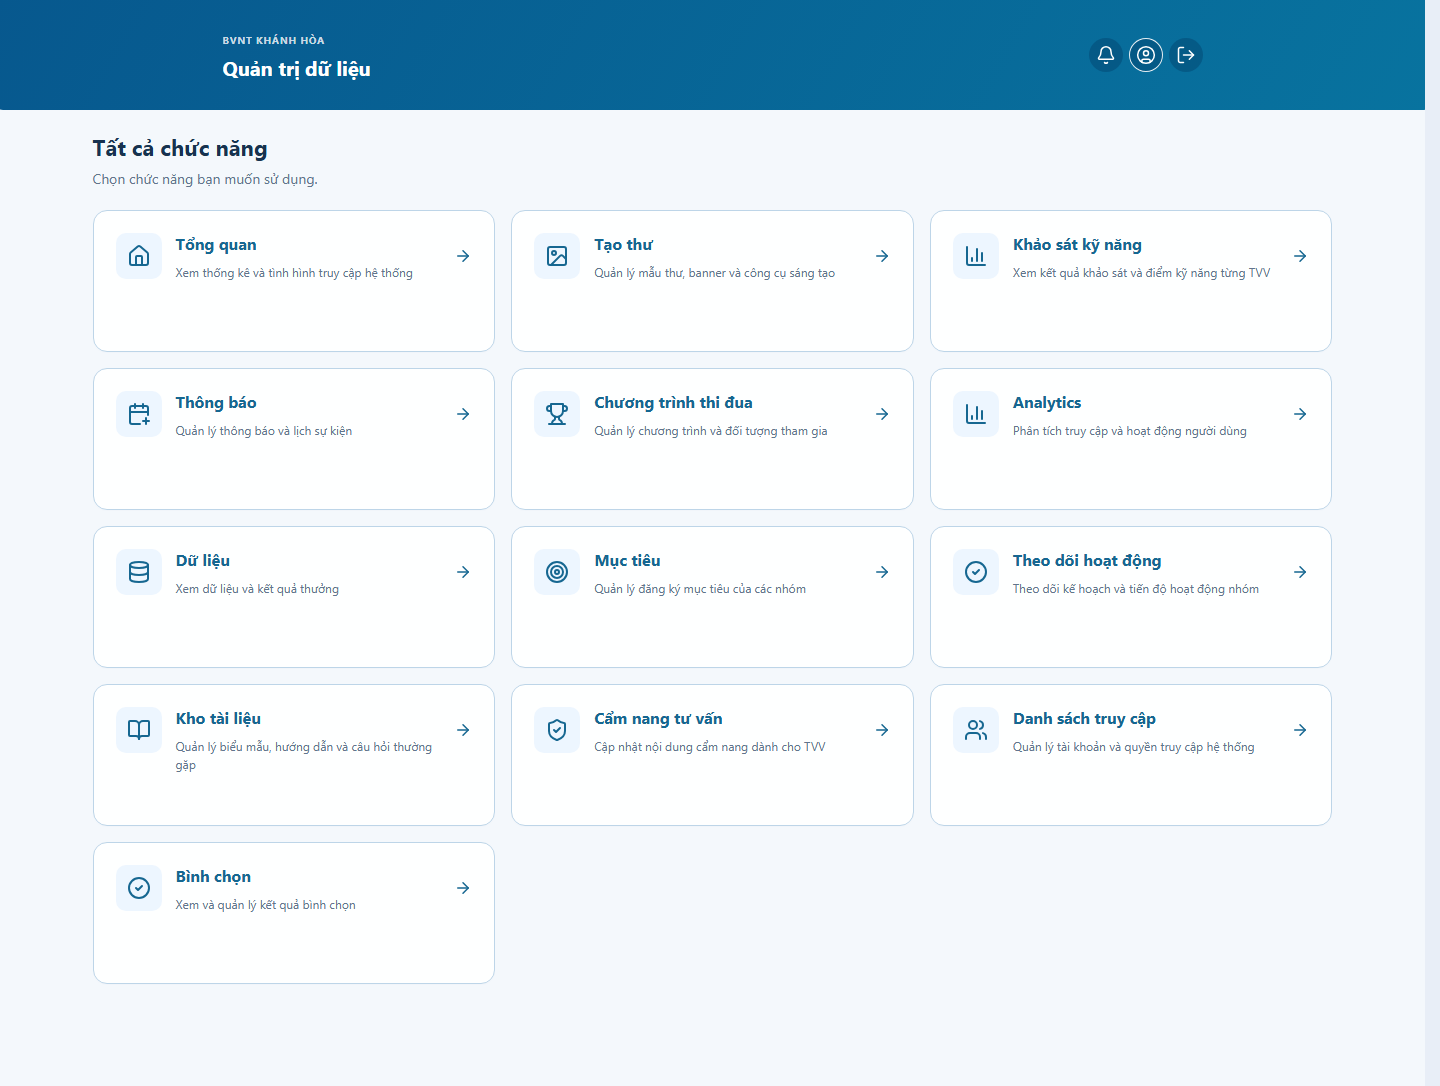 BVNT KHÁNH HÒA
Quản trị dữ liệu
Tất cả chức năng
Chọn chức năng bạn muốn sử dụng.
Tổng quan
Xem thống kê và tình hình truy cập hệ thống
Tạo thư
Quản lý mẫu thư, banner và công cụ sáng tạo
Khảo sát kỹ năng
Xem kết quả khảo sát và điểm kỹ năng từng TVV
Thông báo
Quản lý thông báo và lịch sự kiện
Chương trình thi đua
Quản lý chương trình và đối tượng tham gia
Analytics
Phân tích truy cập và hoạt động người dùng
Dữ liệu
Xem dữ liệu và kết quả thưởng
Mục tiêu
Quản lý đăng ký mục tiêu của các nhóm
Theo dõi hoạt động
Theo dõi kế hoạch và tiến độ hoạt động nhóm
Kho tài liệu
Quản lý biểu mẫu, hướng dẫn và câu hỏi thường
gặp
Cẩm nang tư vấn
Cập nhật nội dung cẩm nang dành cho TVV
Danh sách truy cập
Quản lý tài khoản và quyền truy cập hệ thống
Bình chọn
Xem và quản lý kết quả bình chọn